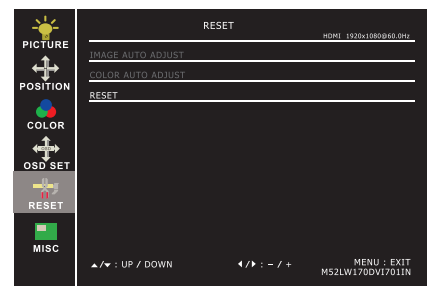 RESET
HDMI 1920x1080@60.0Hz
PICTURE
IMAGE AUTO ADJUST
COLOR AUTO ADJUST
POSITION
RESET
COLOR
OSD SET
RESET
MISC
▲/▼ : UP / DOWN
◀/▶ : – / +
MENU : EXIT
M52LW170DVI701IN